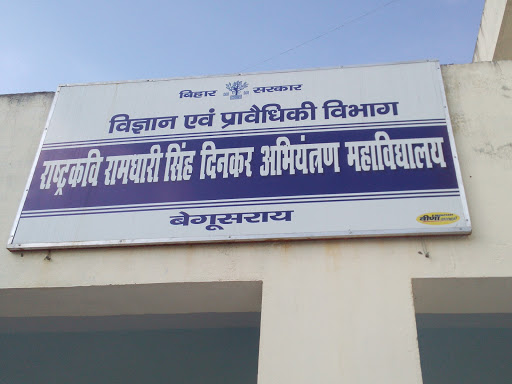 बिहार सरकार
विज्ञान एवं प्रावैधिकी विभाग
राष्ट्रकवि रामधारी सिंह दिनकर अभियंत्रण महाविद्यालय
बेगूसराय
वीणा